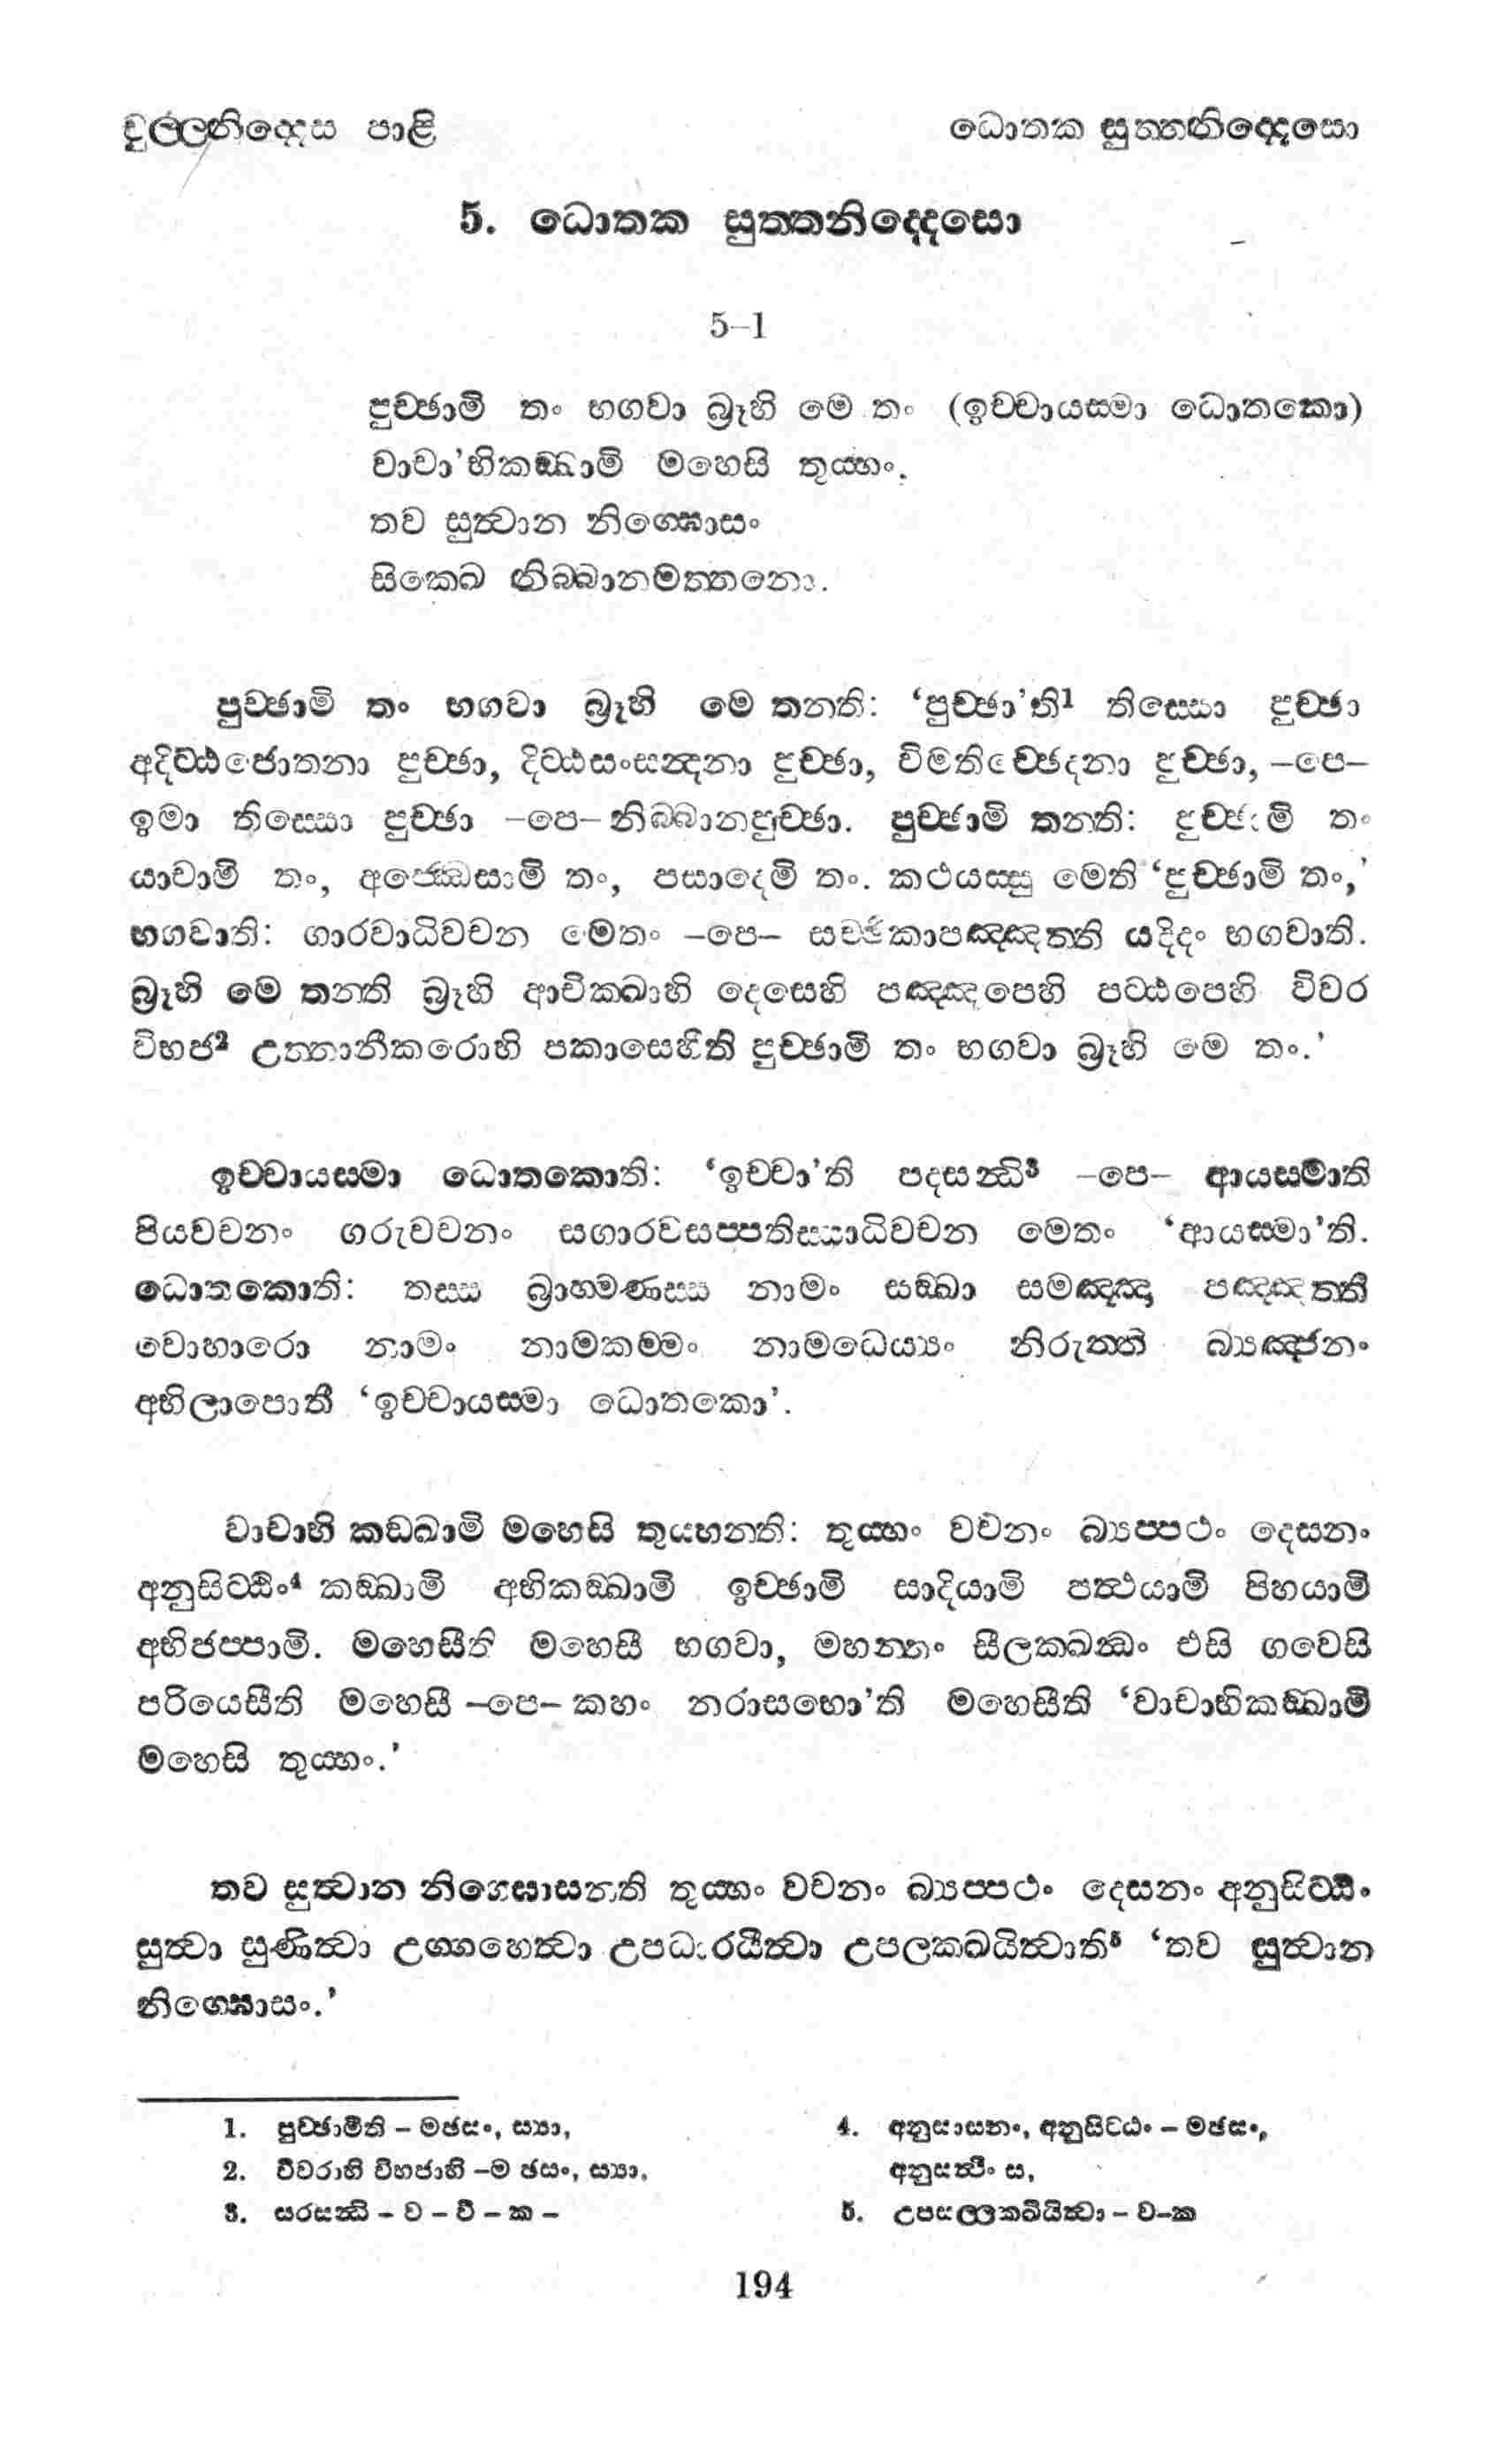 චූල්ලනිද්දෙස පාළි
ධොතක සුත්තනිද්දෙසො
5. ධොතක සුත්තනිද්දෙසො
5–1
පුච්ඡාමි තං භගවා බ්‍රූහි මෙ තං (ඉච්චායස්මා ධොතකො)
වාචා'භිකඞ්ඛාමි මහෙසි තුය්හං.
තව සුත්වාන නිග්ඝොසං
සික්ඛෙ නිබ්බානමත්තනො.
පුච්ඡාමි තං භගවා බ්‍රූහි මෙ තන්ති: ‘පුච්ඡා’ති¹ තිස්සො පුච්ඡා
අදිට්ඨජොතනා පුච්ඡා, දිට්ඨසංසන්දනා පුච්ඡා, විමතිච්ඡෙදනා පුච්ඡා, –පෙ–
ඉමා තිස්සො පුච්ඡා –පෙ– නිබ්බානපුච්ඡා. පුච්ඡාමි තන්ති: පුච්ඡාමි තං
යාචාමි තං, අජ්ඣෙසාමි තං, පසාදෙමි තං. කථයස්සු මෙති ‘පුච්ඡාමි තං,’
භගවාති: ගාරවාධිවචන මෙතං –පෙ– සච්ඡිකාපඤ්ඤත්ති යදිදං භගවාති.
බ්‍රූහි මෙ තන්ති බ්‍රූහි ආචික්ඛාහි දෙසෙහි පඤ්ඤපෙහි පට්ඨපෙහි විවර
විභජ² උත්තානීකරොහි පකාසෙහීති පුච්ඡාමි තං භගවා බ්‍රූහි මෙ තං.’
ඉච්චායස්මා ධොතකොති: ‘ඉච්චා’ති පදසන්ධි³ –පෙ– ආයස්මාති
පියවචනං ගරුවචනං සගාරවසප්පතිස්සාධිවචන මෙතං ‘ආයස්මා’ති.
ධොතකොති: තස්ස බ්‍රාහ්මණස්ස නාමං සඞ්ඛා සමඤ්ඤා පඤ්ඤත්ති
වොහාරො නාමං නාමකම්මං නාමධෙය්‍යං නිරුත්ති බ්‍යඤ්ජනං
අභිලාපොති ‘ඉච්චායස්මා ධොතකො’.
වාචාභි කඞ්ඛාමි මහෙසි තුය්හන්ති: තුය්හං වචනං බ්‍යප්පථං දෙසනං
අනුසිට්ඨිං⁴ කඞ්ඛාමි අභිකඞ්ඛාමි ඉච්ඡාමි සාදියාමි පත්ථයාමි පිහයාමි
අභිජප්පාමි. මහෙසීති මහෙසී භගවා, මහන්තං සීලක්ඛන්ධං එසි ගවෙසි
පරියෙසීති මහෙසී –පෙ– කහං නරාසභො'ති මහෙසීති ‘වාචාභිකඞ්ඛාමි
මහෙසි තුය්හං.’
තව සුත්වාන නිග්ඝොසන්ති තුය්හං වචනං බ්‍යප්පථං දෙසනං අනුසිට්ඨිං
සුත්වා සුණිත්වා උග්ගහෙත්වා උපධාරයිත්වා උපලක්ඛයිත්වාති⁵ ‘තව සුත්වාන
නිග්ඝොසං.’
1. පුච්ඡාමීති – මඡසං, ස්‍යා,
2. විවරාහි විභජාහි –ම ඡසං, ස්‍යා,
3. සරසන්ධි – ව – වි – ක –
4. අනුසාසනං, අනුසිට්ඨං – මඡසං,
අනුසත්ථිං ස,
5. උපසල්ලක්ඛියිත්වා – ව–ක
194